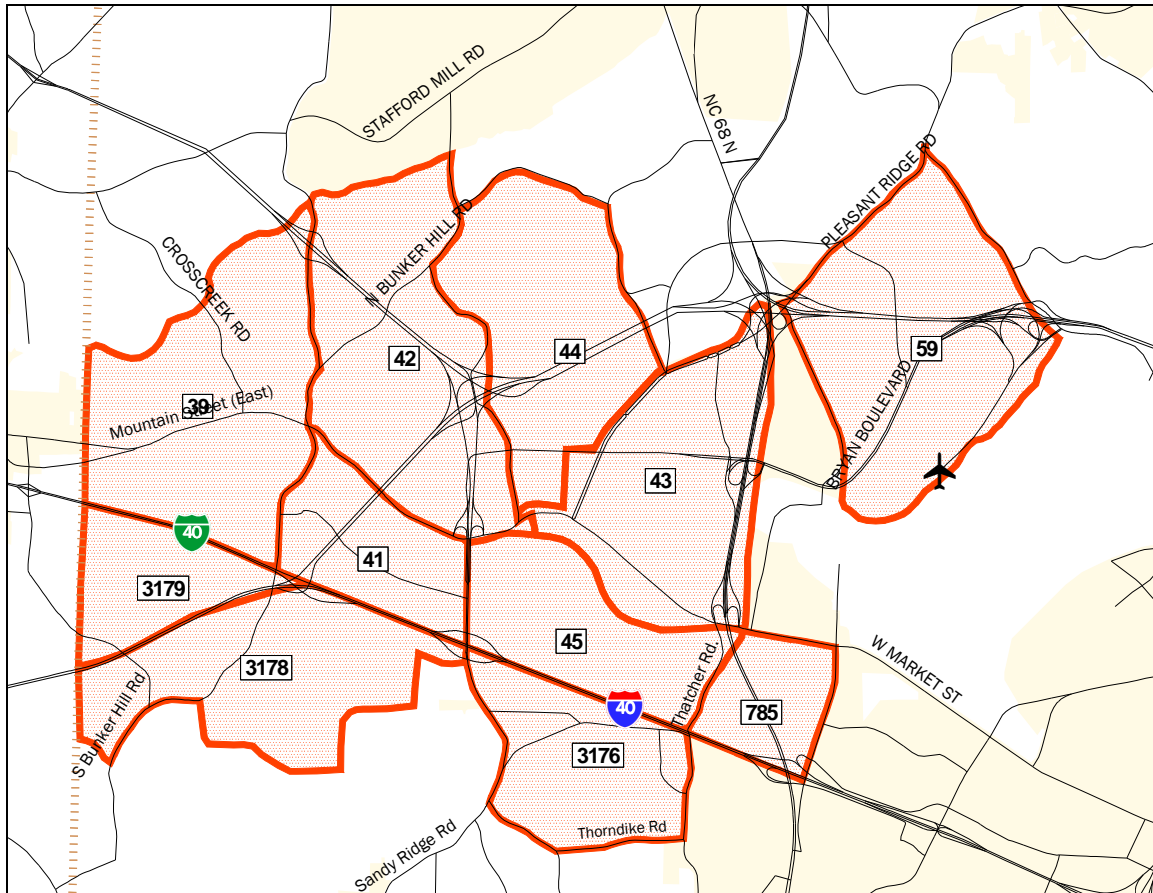 STAFFORD MILL RD
NC 68 N
PLEASANT RIDGE RD
N BUNKER HILL RD
CROSSCREEK RD
42
44
59
39
Mountain Street (East)
BRYAN BOULEVARD
43
40
41
3179
45
W MARKET ST
3178
Thatcher Rd.
S Bunker Hill Rd
40
785
3176
Thorndike Rd
Sandy Ridge Rd